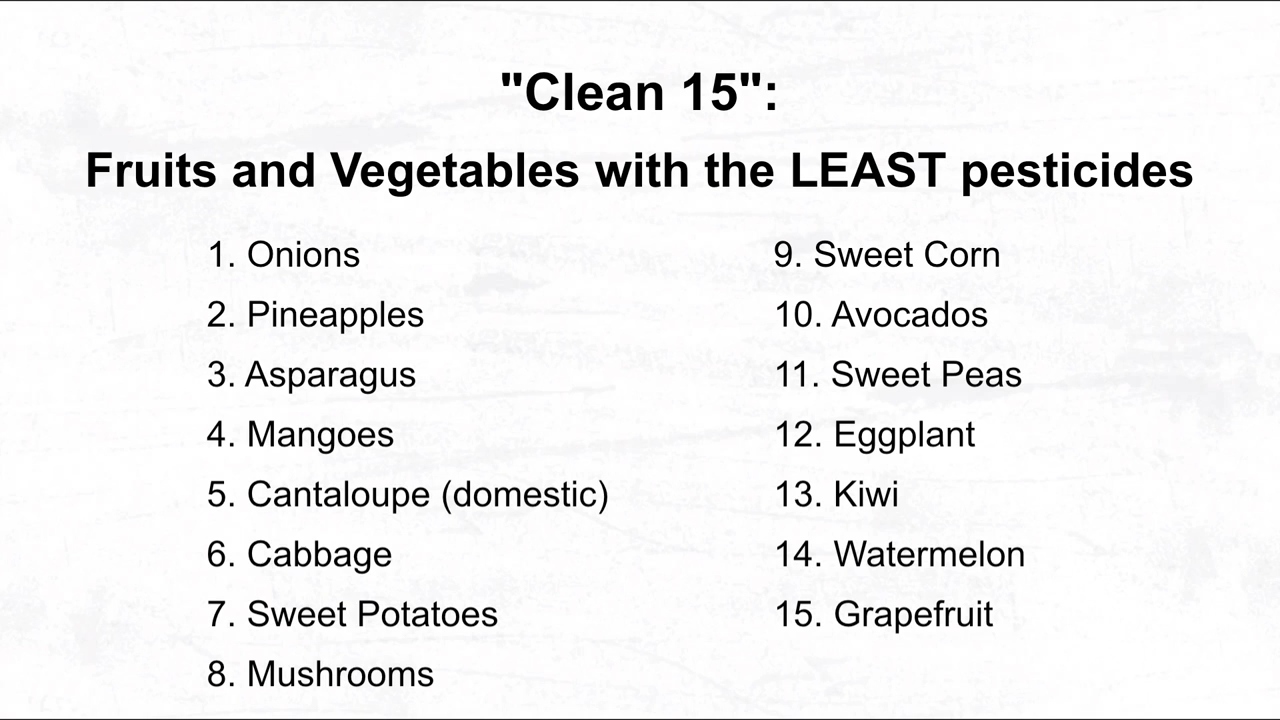 "Clean 15":
Fruits and Vegetables with the LEAST pesticides
1. Onions
2. Pineapples
3. Asparagus
4. Mangoes
5. Cantaloupe (domestic)
6. Cabbage
7. Sweet Potatoes
8. Mushrooms
9. Sweet Corn
10. Avocados
11. Sweet Peas
12. Eggplant
13. Kiwi
14. Watermelon
15. Grapefruit